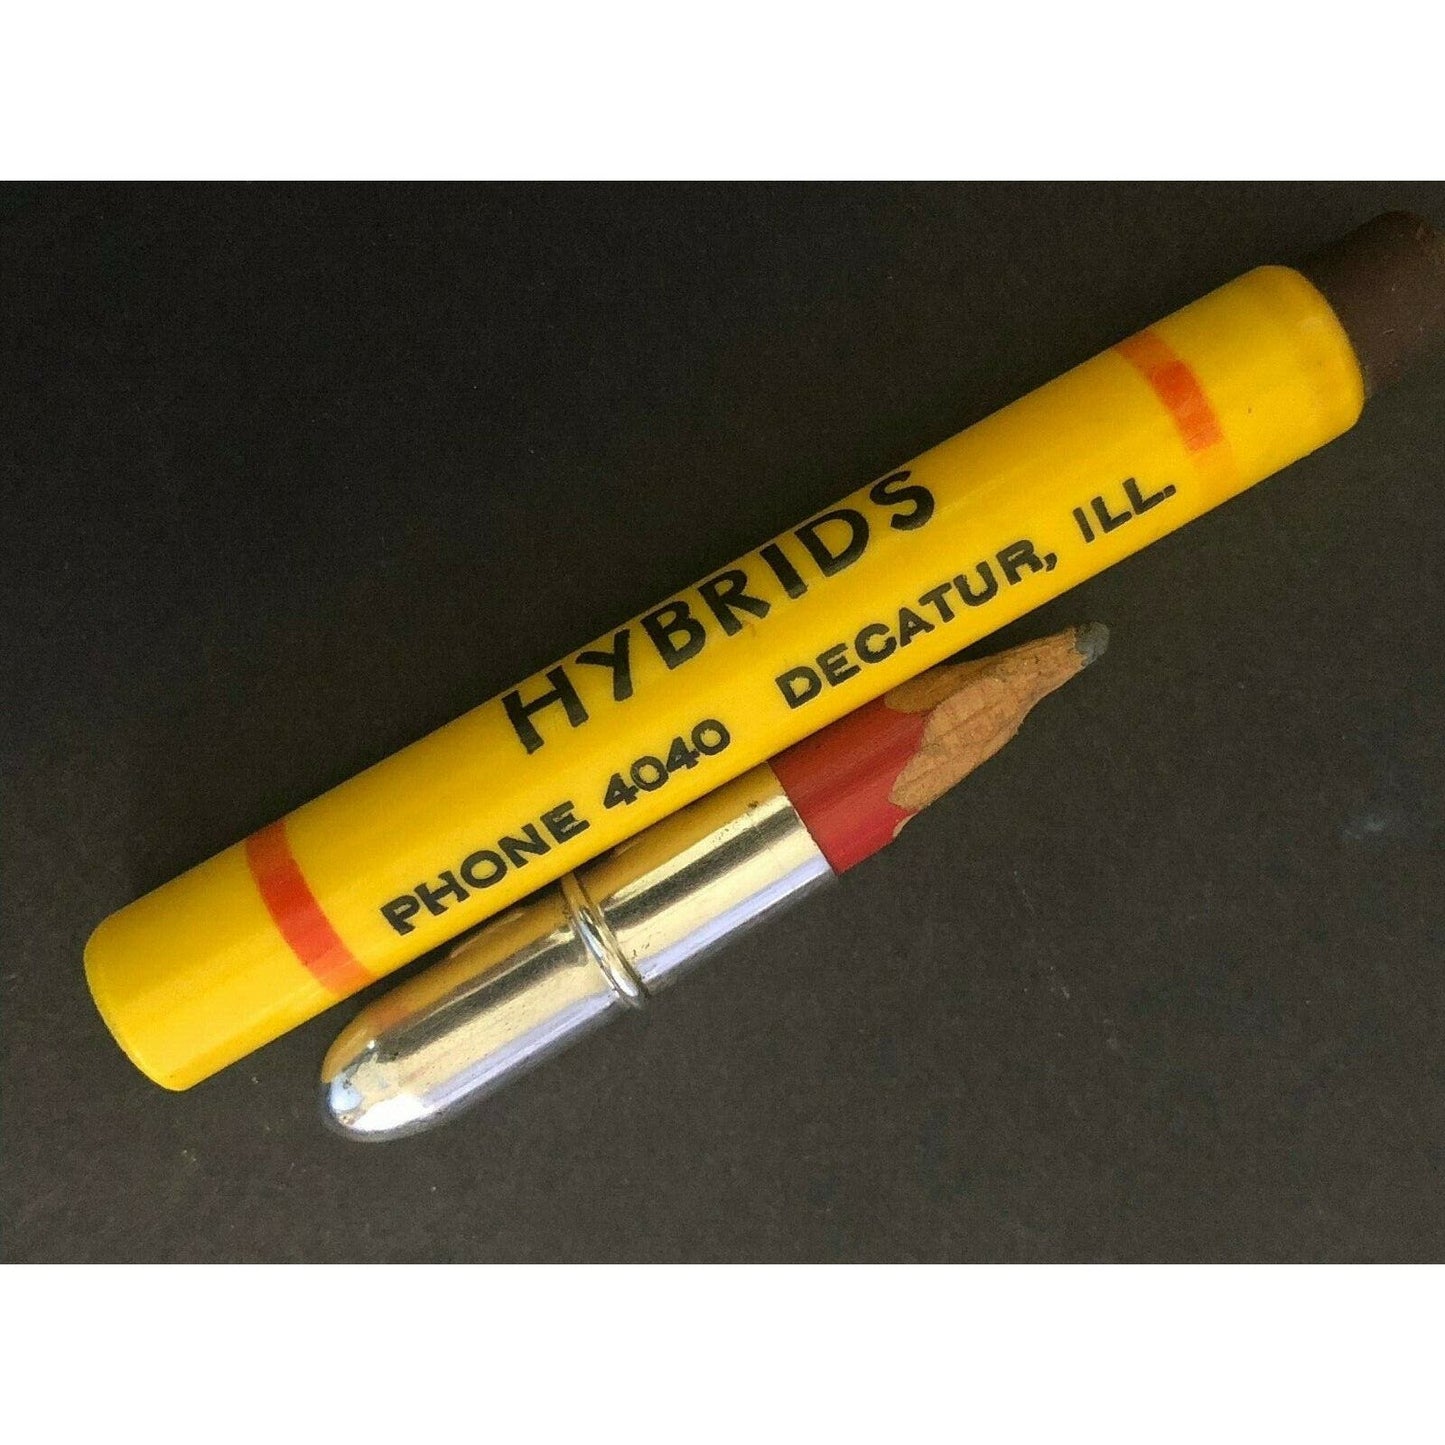 HYBRIDS
PHONE 4040 DECATUR, ILL.